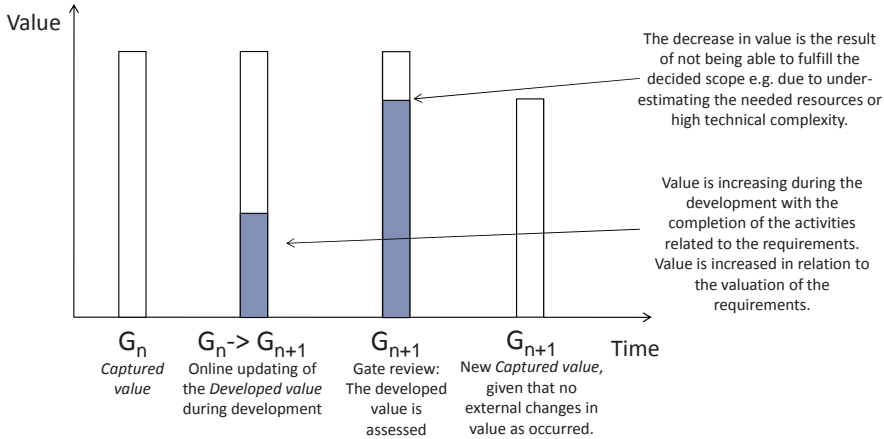 Value
The decrease in value is the result
of not being able to fulfill the
decided scope e.g. due to under-
estimating the needed resources or
high technical complexity.
Value is increasing during the
development with the
completion of the activities
related to the requirements.
Value is increased in relation to
the valuation of the
requirements.
Gn
Captured
value
Gn-> Gn+1
Online updating of
the Developed value
during development
Gn+1
Gate review:
The developed
value is
assessed
Gn+1
New Captured value,
given that no
external changes in
value as occurred.
Time